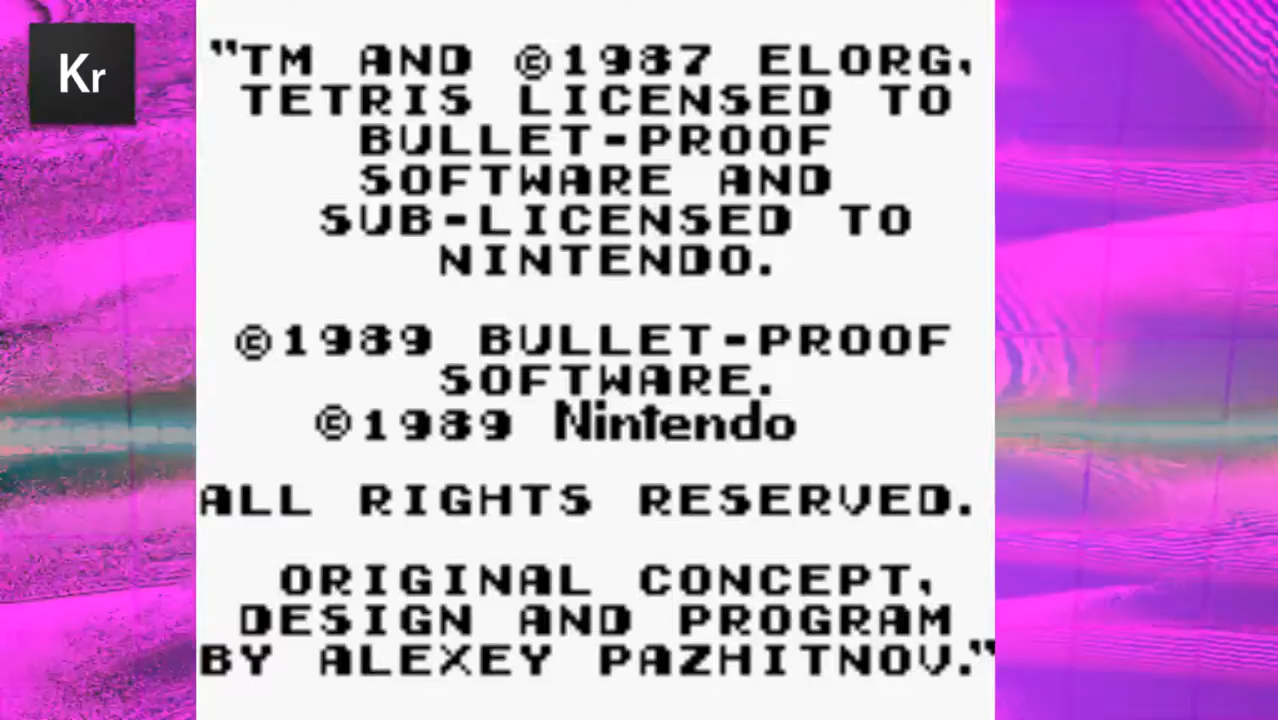 Kr
"TM AND ©1987 ELORG,
TETRIS LICENSED TO
BULLET-PROOF
SOFTWARE AND
SUB-LICENSED TO
NINTENDO.
©1989 BULLET-PROOF
SOFTWARE.
©1989 Nintendo
ALL RIGHTS RESERVED.
ORIGINAL CONCEPT,
DESIGN AND PROGRAM
BY ALEXEY PAZHITNOV."